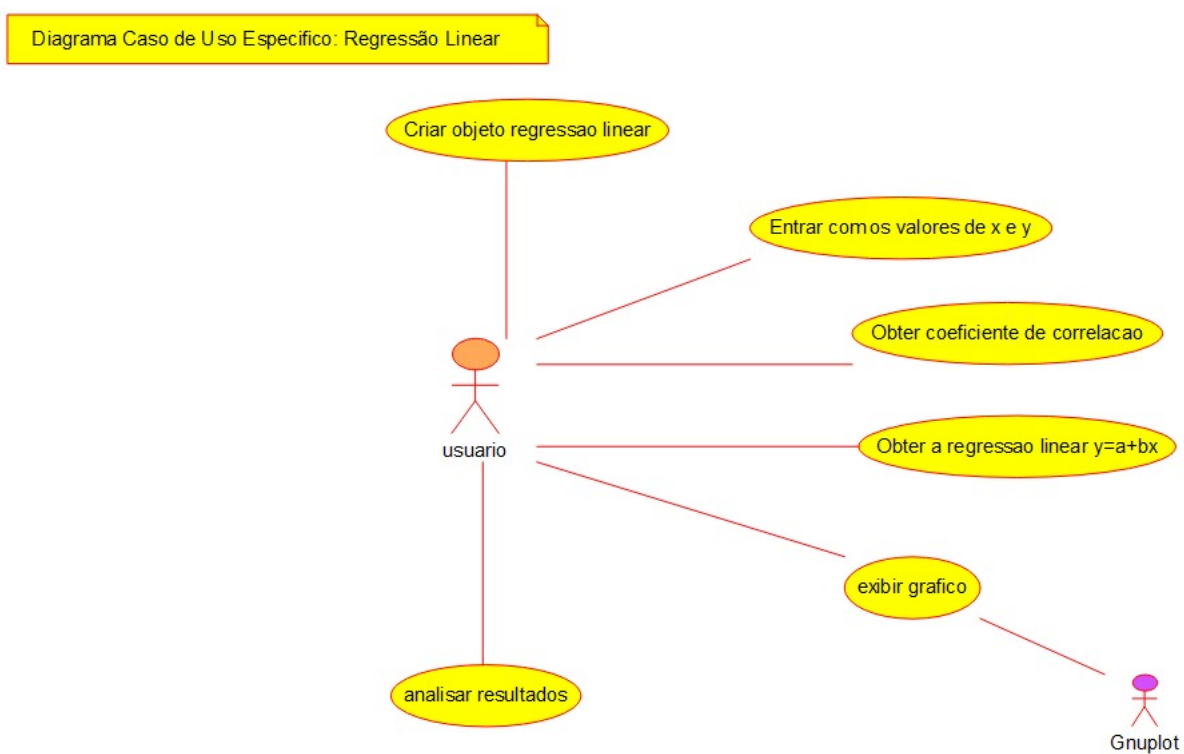 Diagrama Caso de Uso Especifico: Regressão Linear
Criar objeto regressao linear
Entrar com os valores de x e y
Obter coeficiente de correlacao
usuario
Obter a regressao linear y=a+bx
exibir grafico
analisar resultados
Gnuplot